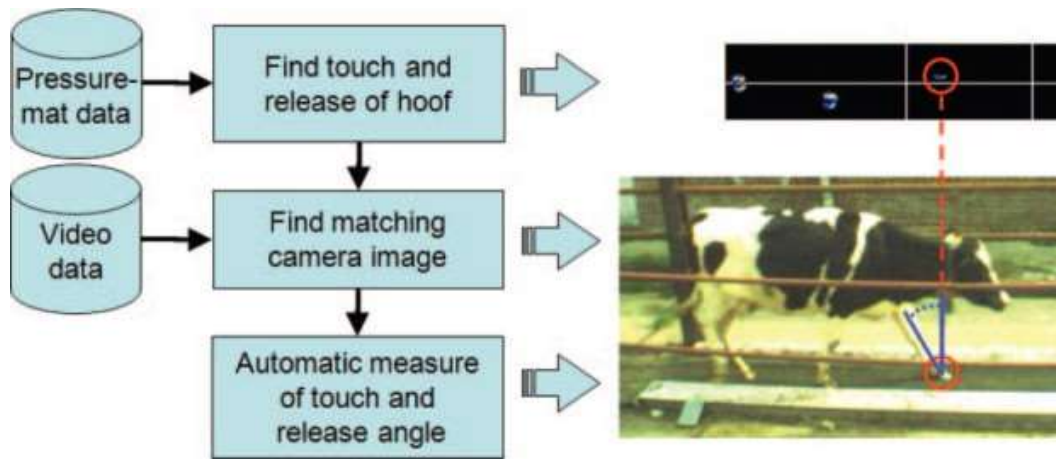 Pressure-
mat data
Find touch and
release of hoof
Video
data
Find matching
camera image
Automatic measure
of touch and
release angle